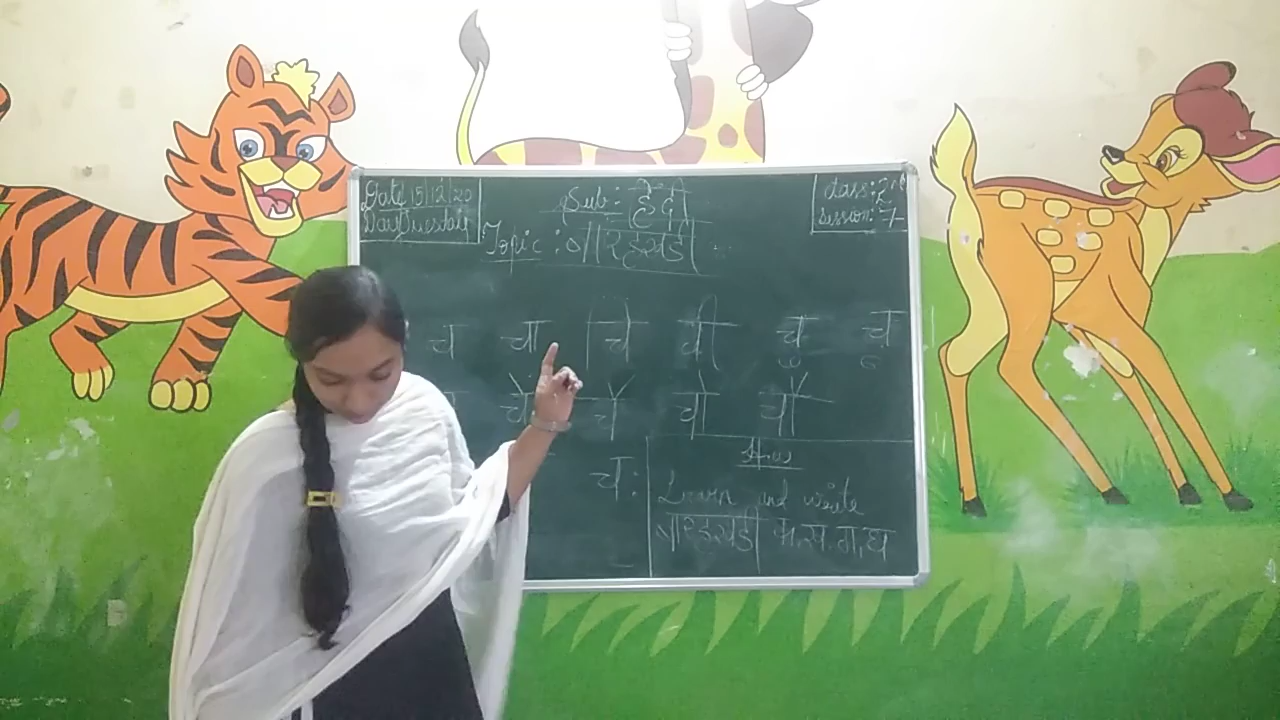 Date 15/12/20
Day Tuesday
Sub: हिंदी
Topic: बारहखडी
class: 2nd
Session: 7
च चा चि ची चु चू
चे चै चो चौ
च:
H.w
Learn and write
बारहखडी क, ख, ग, घ